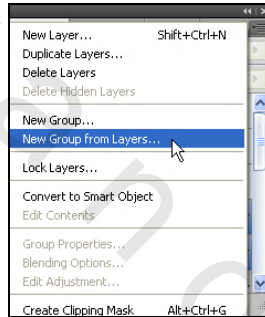 New Layer... Shift+Ctrl+N
Duplicate Layers...
Delete Layers
Delete Hidden Layers
New Group...
New Group from Layers...
Lock Layers...
Convert to Smart Object
Edit Contents
Group Properties...
Blending Options...
Edit Adjustment...
Create Clipping Mask Alt+Ctrl+G